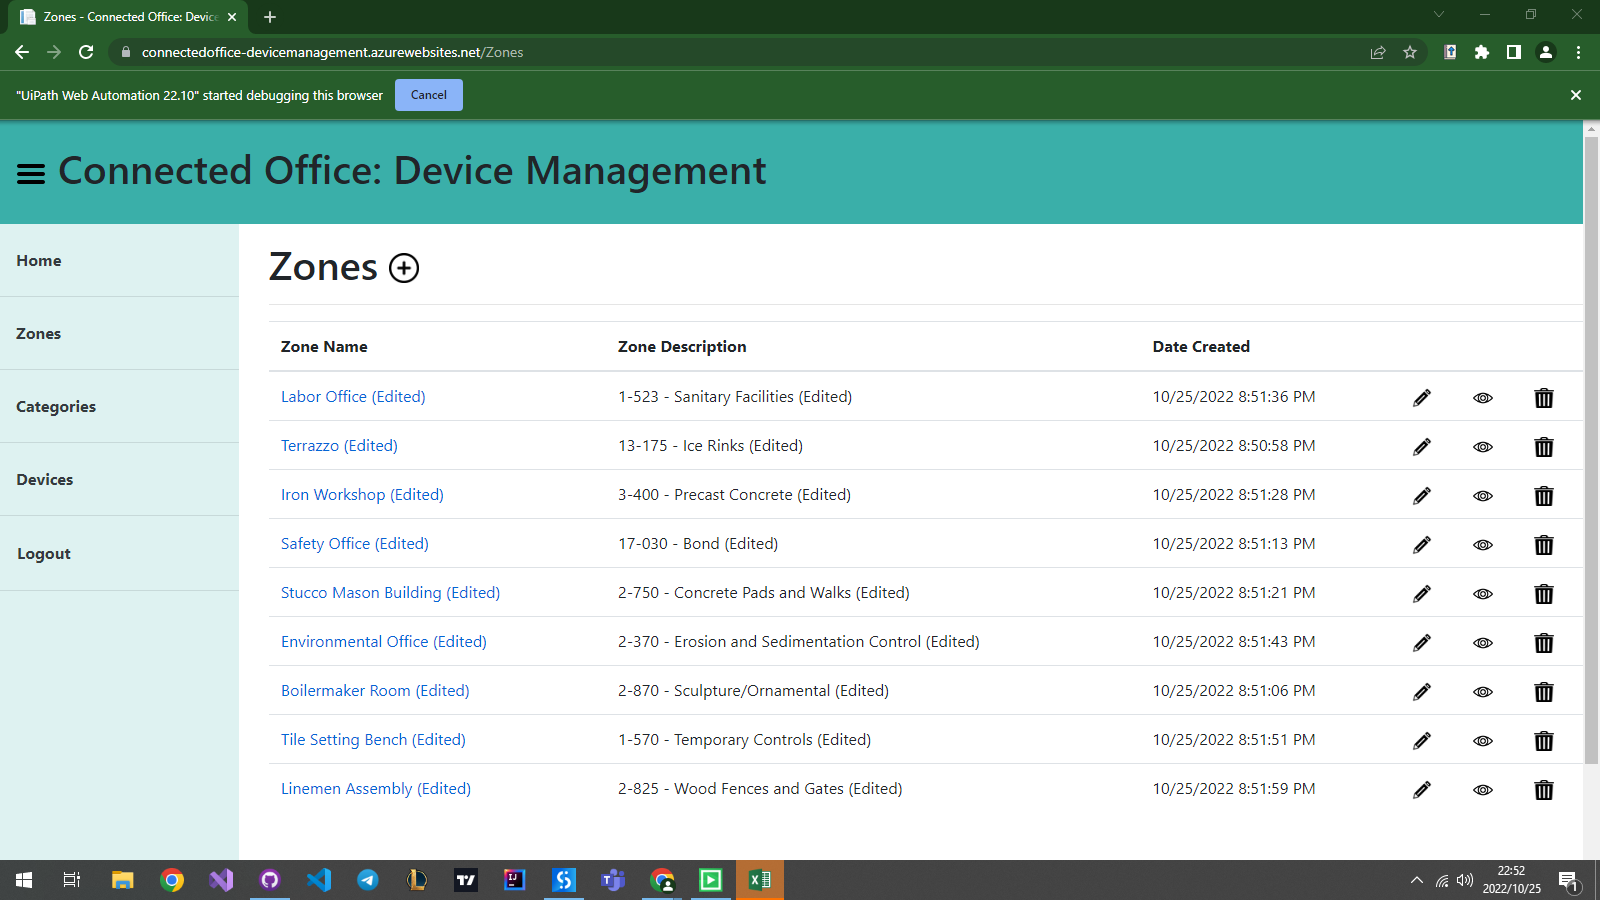 Zones - Connected Office: Device
connectedoffice-devicemanagement.azurewebsites.net/Zones
"UiPath Web Automation 22.10" started debugging this browser Cancel
Connected Office: Device Management
Home
Zones
Categories
Devices
Logout
Zones
Zone Name Zone Description Date Created
Labor Office (Edited) 1-523 - Sanitary Facilities (Edited) 10/25/2022 8:51:36 PM
Terrazzo (Edited) 13-175 - Ice Rinks (Edited) 10/25/2022 8:50:58 PM
Iron Workshop (Edited) 3-400 - Precast Concrete (Edited) 10/25/2022 8:51:28 PM
Safety Office (Edited) 17-030 - Bond (Edited) 10/25/2022 8:51:13 PM
Stucco Mason Building (Edited) 2-750 - Concrete Pads and Walks (Edited) 10/25/2022 8:51:21 PM
Environmental Office (Edited) 2-370 - Erosion and Sedimentation Control (Edited) 10/25/2022 8:51:43 PM
Boilermaker Room (Edited) 2-870 - Sculpture/Ornamental (Edited) 10/25/2022 8:51:06 PM
Tile Setting Bench (Edited) 1-570 - Temporary Controls (Edited) 10/25/2022 8:51:51 PM
Linemen Assembly (Edited) 2-825 - Wood Fences and Gates (Edited) 10/25/2022 8:51:59 PM
22:52
2022/10/25
1